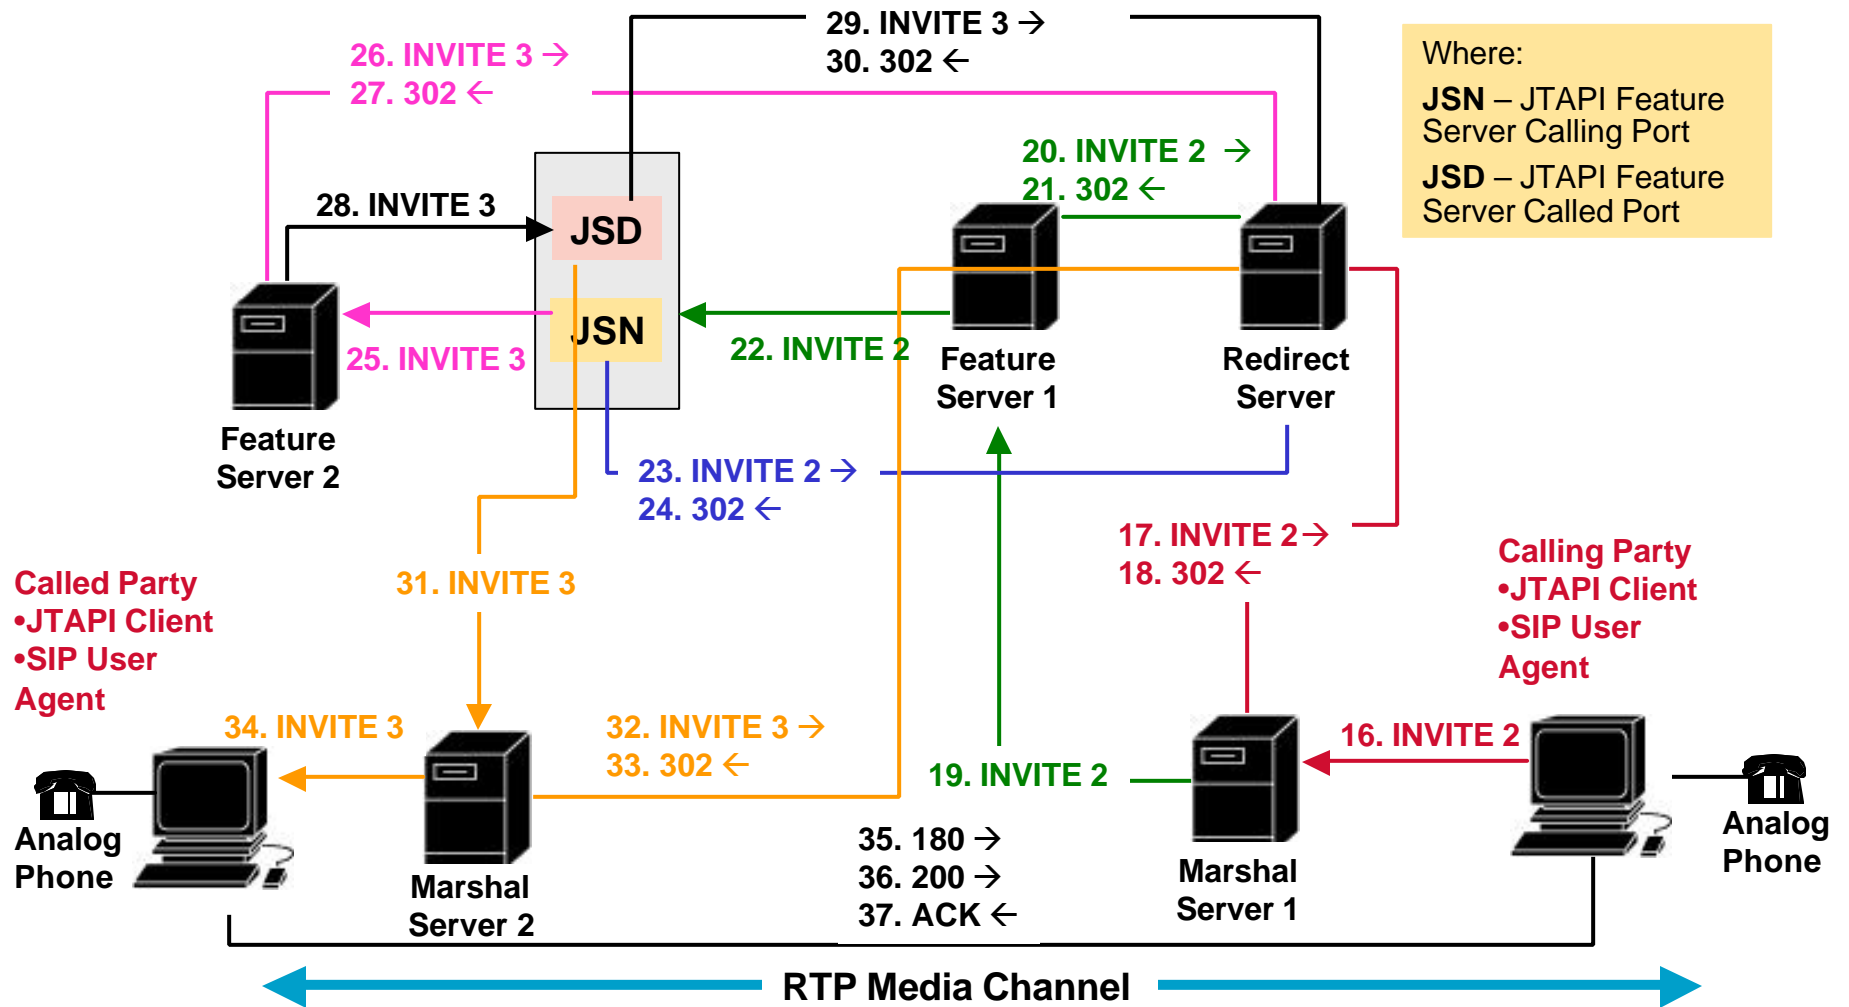 29. INVITE 3 →
30. 302 ←
26. INVITE 3 →
27. 302 ←
Where:
JSN – JTAPI Feature
Server Calling Port
JSD – JTAPI Feature
Server Called Port
20. INVITE 2 →
21. 302 ←
28. INVITE 3
JSD
JSN
25. INVITE 3
22. INVITE 2
Feature
Server 1
Redirect
Server
Feature
Server 2
23. INVITE 2 →
24. 302 ←
17. INVITE 2→
18. 302 ←
Calling Party
•JTAPI Client
•SIP User
Agent
Called Party
•JTAPI Client
•SIP User
Agent
31. INVITE 3
34. INVITE 3
32. INVITE 3 →
33. 302 ←
16. INVITE 2
19. INVITE 2
Analog
Phone
Marshal
Server 2
35. 180 →
36. 200 →
37. ACK ←
Marshal
Server 1
Analog
Phone
RTP Media Channel